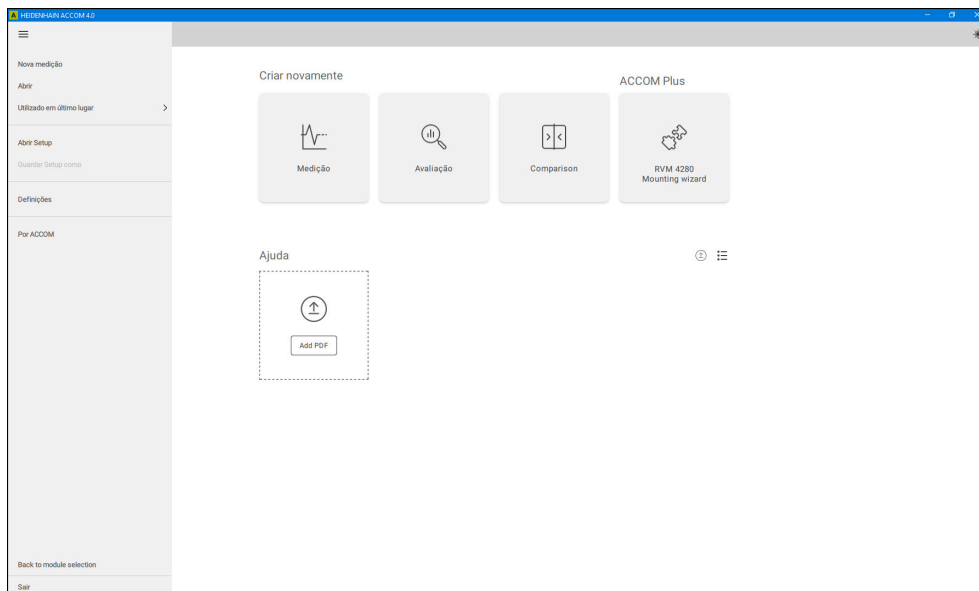 HEIDENHAIN ACCOM 4.0
Nova medição
Abrir
Utilizado em último lugar
Abrir Setup
Guardar Setup como
Definições
Por ACCOM
Back to module selection
Sair
Criar novamente
ACCOM Plus
Medição
Avaliação
Comparison
RVM 4280
Mounting wizard
Ajuda
Add PDF